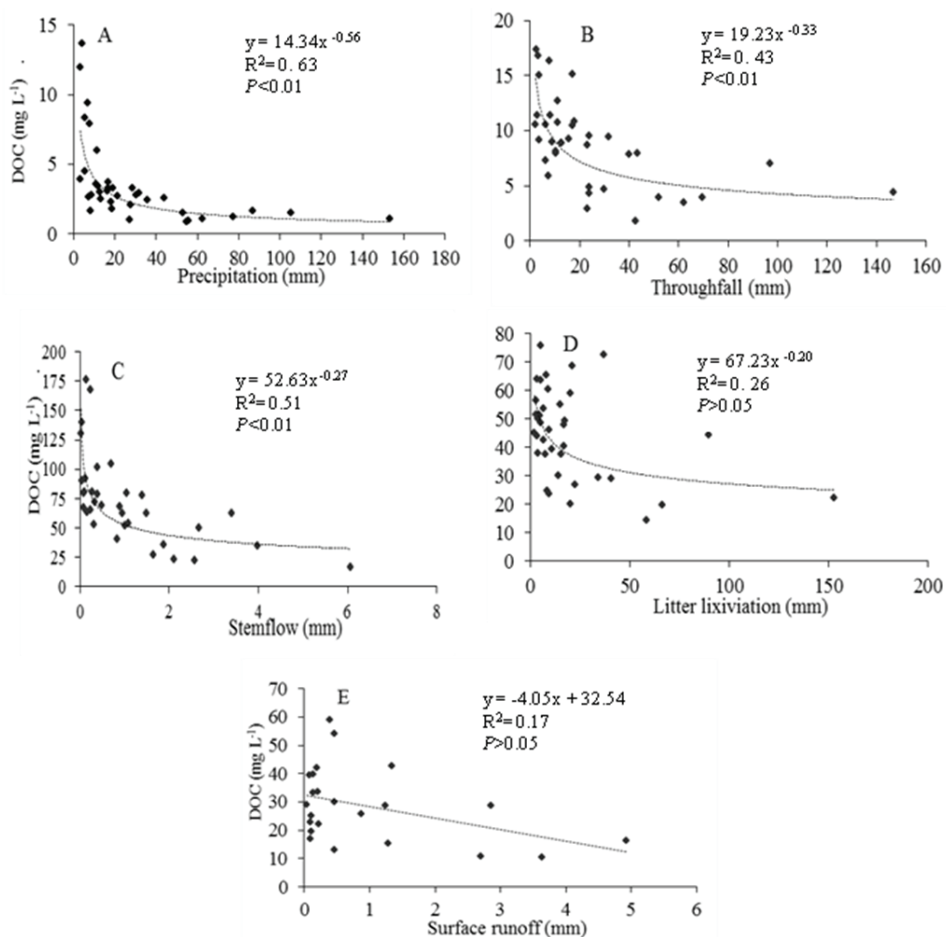 A
y = 14.34x -0.56
R2=0. 63
P<0.01
DOC (mg L-1)
15
10
5
0
0 20 40 60 80 100 120 140 160 180
Precipitation (mm)
B
y = 19.23x -0.33
R2=0. 43
P<0.01
20
15
10
5
0
0 20 40 60 80 100 120 140 160
Throughfall (mm)
C
y = 52.63x-0.27
R2=0.51
P<0.01
DOC (mg L-1)
200
175
150
125
100
75
50
25
0
0 2 4 6 8
Stemflow (mm)
D
y = 67.23x-0.20
R2=0. 26
P>0.05
80
70
60
50
40
30
20
10
0
0 50 100 150 200
Litter lixiviation (mm)
E
y = -4.05x + 32.54
R2=0.17
P>0.05
DOC (mg L-1)
70
60
50
40
30
20
10
0
0 1 2 3 4 5 6
Surface runoff (mm)